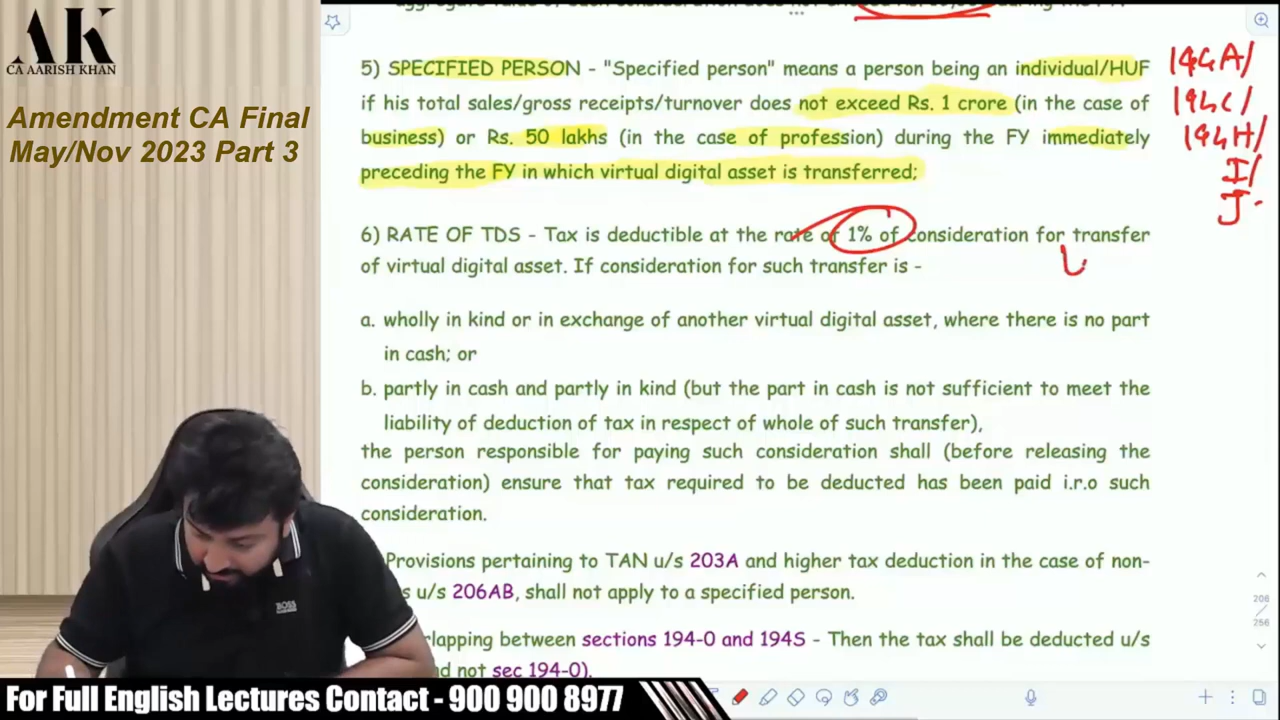 AK
CA AARISH KHAN
Amendment CA Final
May/Nov 2023 Part 3
5) SPECIFIED PERSON - "Specified person" means a person being an individual/HUF
if his total sales/gross receipts/turnover does not exceed Rs. 1 crore (in the case of
business) or Rs. 50 lakhs (in the case of profession) during the FY immediately
preceding the FY in which virtual digital asset is transferred;
194A/
194C/
194H/
I/
J
6) RATE OF TDS - Tax is deductible at the rate of 1% of consideration for transfer
of virtual digital asset. If consideration for such transfer is -
a. wholly in kind or in exchange of another virtual digital asset, where there is no part
in cash; or
b. partly in cash and partly in kind (but the part in cash is not sufficient to meet the
liability of deduction of tax in respect of whole of such transfer),
the person responsible for paying such consideration shall (before releasing the
consideration) ensure that tax required to be deducted has been paid i.r.o such
consideration.
Provisions pertaining to TAN u/s 203A and higher tax deduction in the case of non-
u/s 206AB, shall not apply to a specified person.
between sections 194-O and 194S - Then the tax shall be deducted u/s
not sec 194-O).
BOSS
208
256
For Full English Lectures Contact - 900 900 8977